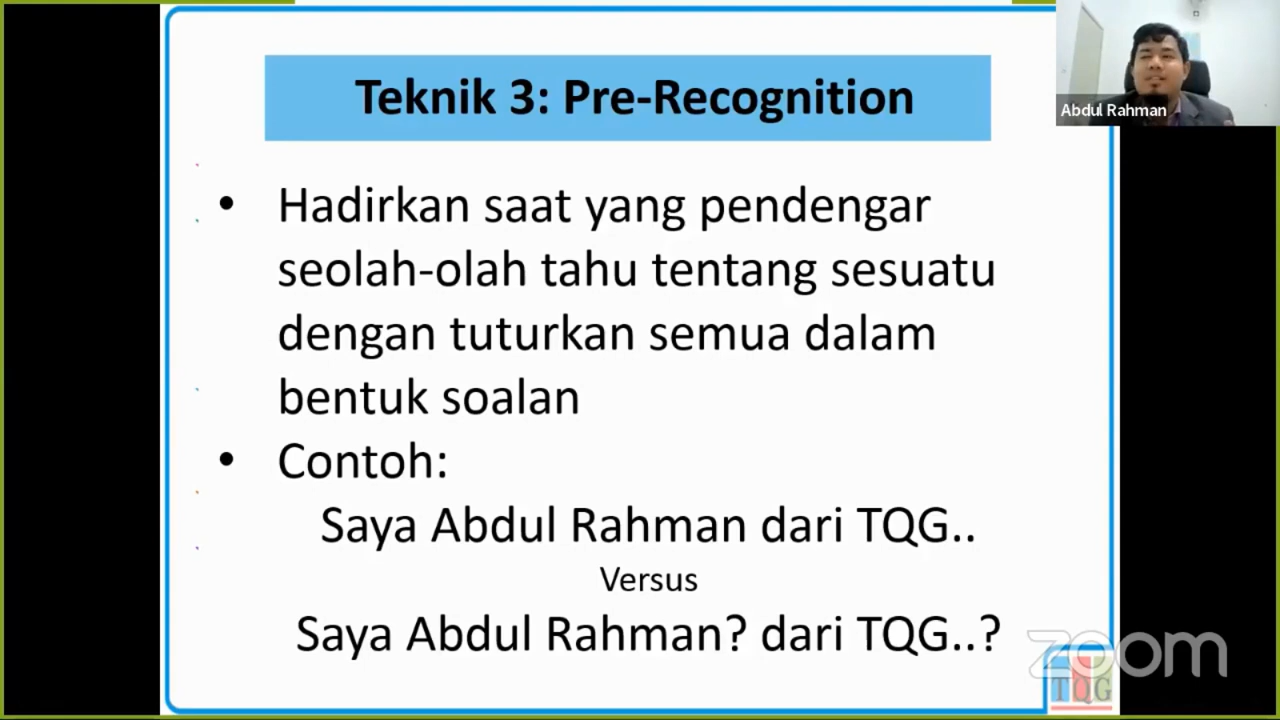 Teknik 3: Pre-Recognition
Abdul Rahman
• Hadirkan saat yang pendengar
seolah-olah tahu tentang sesuatu
dengan tuturkan semua dalam
bentuk soalan
• Contoh:
Saya Abdul Rahman dari TQG..
Versus
Saya Abdul Rahman? dari TQG..?
zoom
TQG